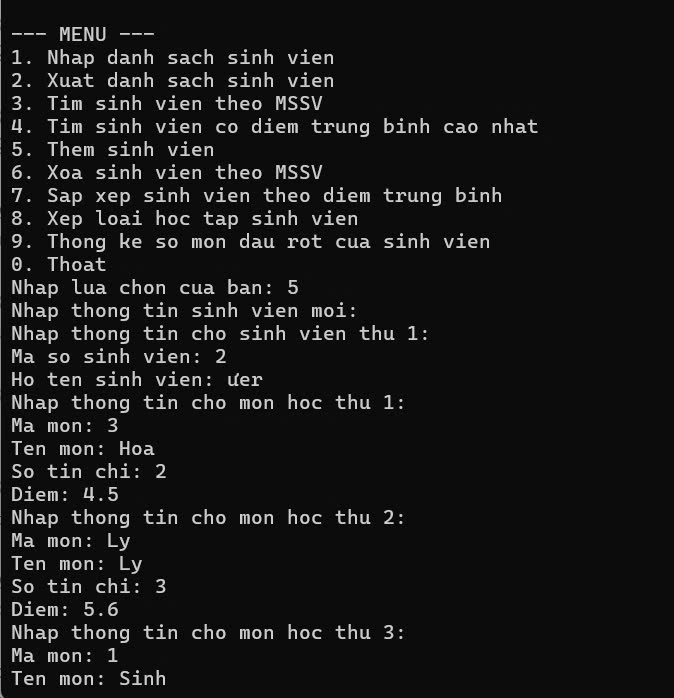 --- MENU ---
1. Nhap danh sach sinh vien
2. Xuat danh sach sinh vien
3. Tim sinh vien theo MSSV
4. Tim sinh vien co diem trung binh cao nhat
5. Them sinh vien
6. Xoa sinh vien theo MSSV
7. Sap xep sinh vien theo diem trung binh
8. Xep loai hoc tap sinh vien
9. Thong ke so mon dau rot cua sinh vien
0. Thoat
Nhap lua chon cua ban: 5
Nhap thong tin sinh vien moi:
Nhap thong tin cho sinh vien thu 1:
Ma so sinh vien: 2
Ho ten sinh vien: ưer
Nhap thong tin cho mon hoc thu 1:
Ma mon: 3
Ten mon: Hoa
So tin chi: 2
Diem: 4.5
Nhap thong tin cho mon hoc thu 2:
Ma mon: Ly
Ten mon: Ly
So tin chi: 3
Diem: 5.6
Nhap thong tin cho mon hoc thu 3:
Ma mon: 1
Ten mon: Sinh